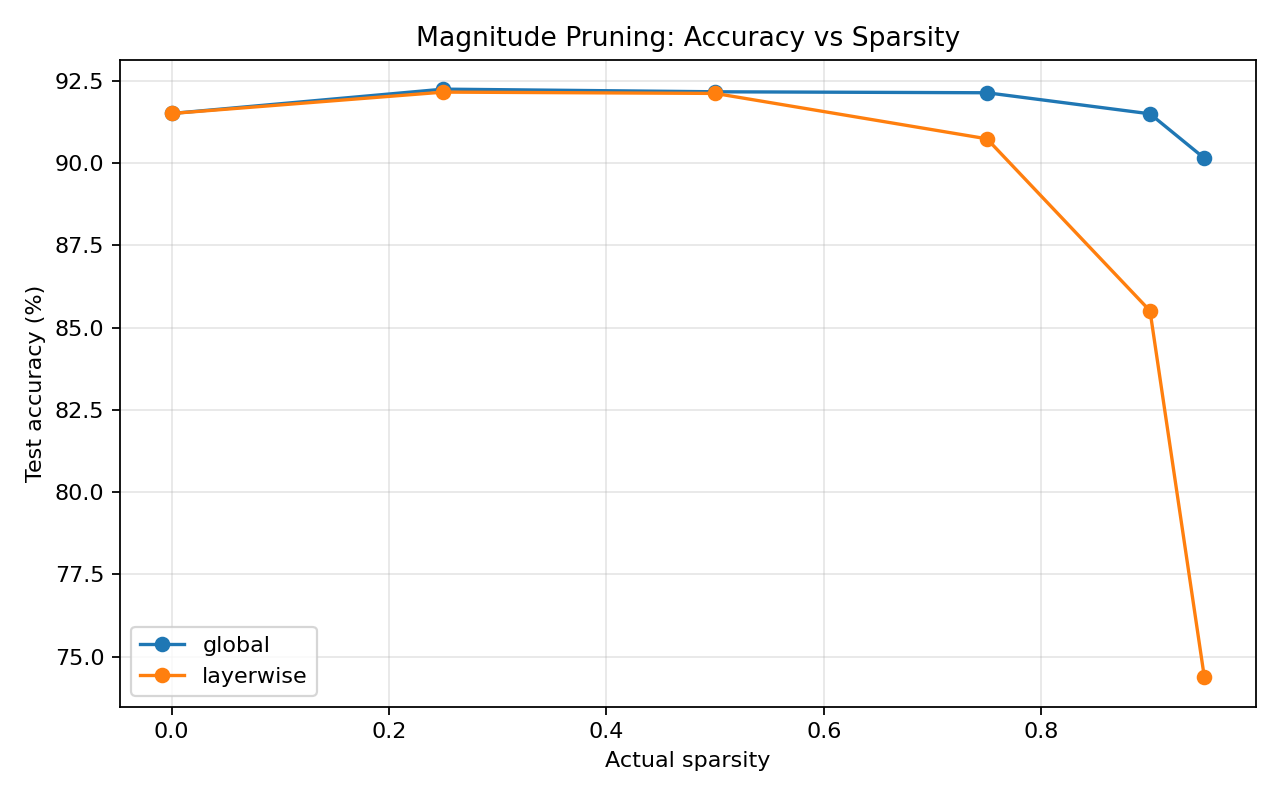 Magnitude Pruning: Accuracy vs Sparsity
92.5
90.0
87.5
85.0
82.5
80.0
77.5
75.0
Test accuracy (%)
global
layerwise
0.0 0.2 0.4 0.6 0.8
Actual sparsity